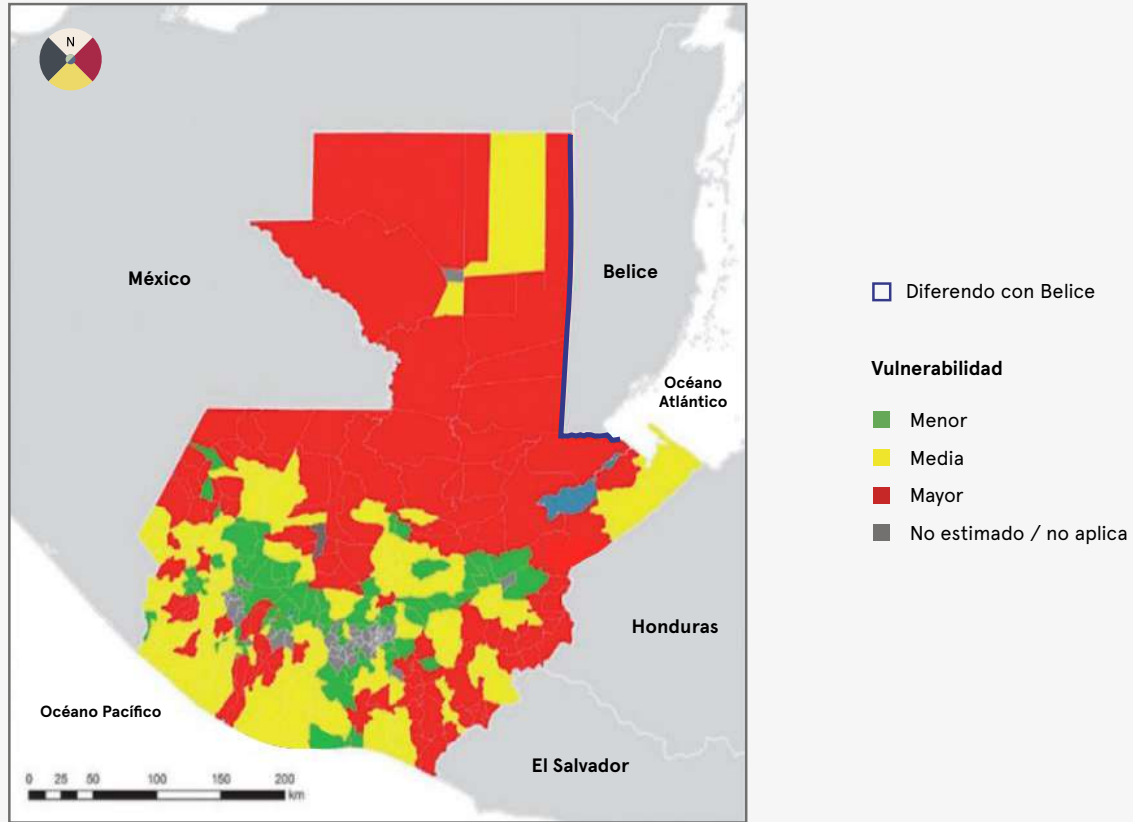 N
México
Belice
Océano
Atlántico
Honduras
Océano Pacífico
El Salvador
0 25 50 100 150 200
km
Diferendo con Belice
Vulnerabilidad
Menor
Media
Mayor
No estimado / no aplica